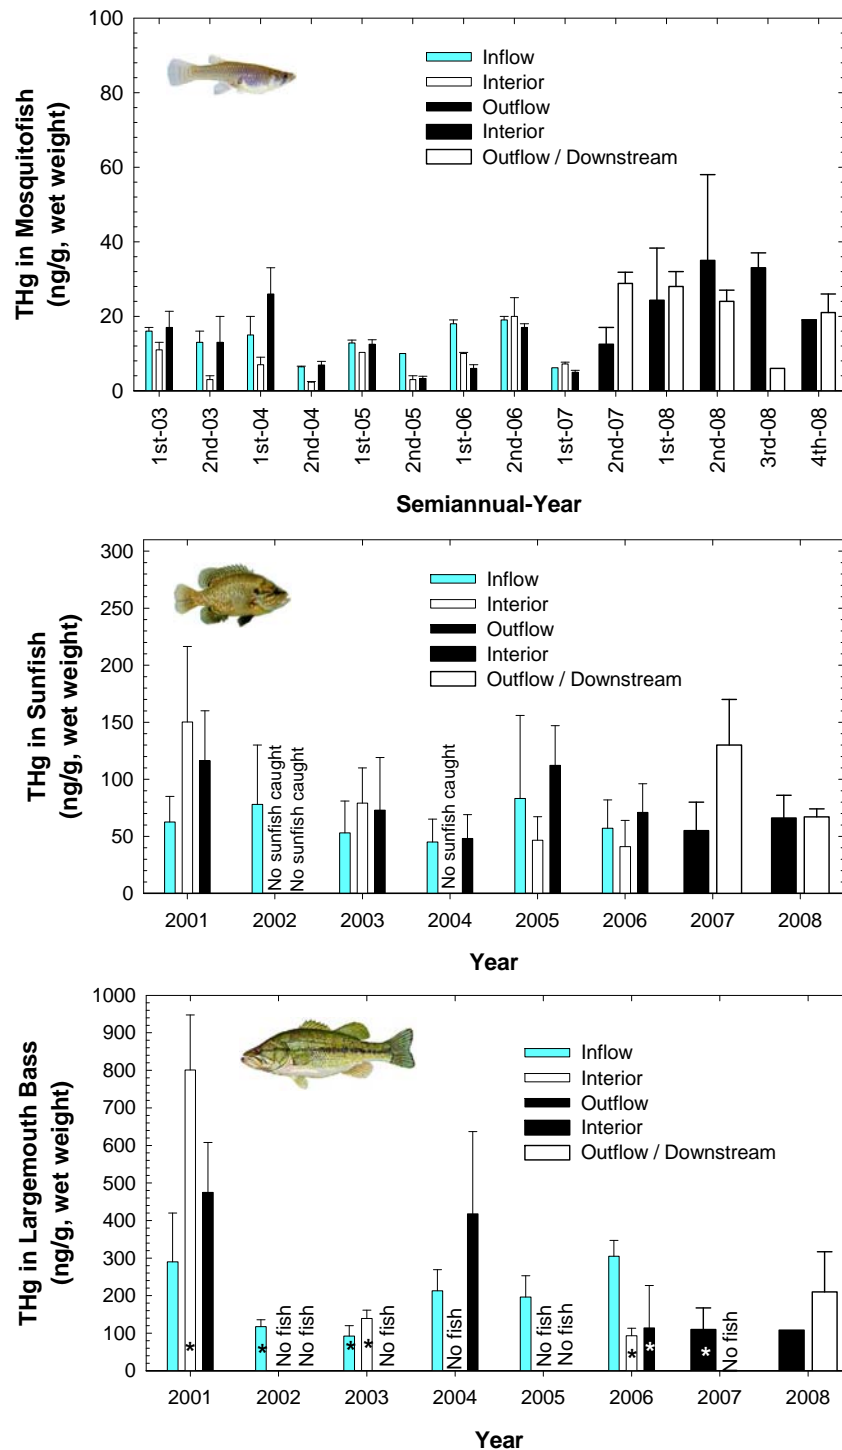 100
80
60
40
20
0
THg in Mosquitofish
(ng/g, wet weight)
Inflow
Interior
Outflow
Interior
Outflow / Downstream
1st-03
2nd-03
1st-04
2nd-04
1st-05
2nd-05
1st-06
2nd-06
1st-07
2nd-07
1st-08
2nd-08
3rd-08
4th-08
Semiannual-Year
300
250
200
150
100
50
0
THg in Sunfish
(ng/g, wet weight)
Inflow
Interior
Outflow
Interior
Outflow / Downstream
No sunfish caught
No sunfish caught
No sunfish caught
2001 2002 2003 2004 2005 2006 2007 2008
Year
1000
900
800
700
600
500
400
300
200
100
0
THg in Largemouth Bass
(ng/g, wet weight)
Inflow
Interior
Outflow
Interior
Outflow / Downstream
*
*
No fish
No fish
*
*
No fish
No fish
No fish
No fish
*
*
*
No fish
2001 2002 2003 2004 2005 2006 2007 2008
Year